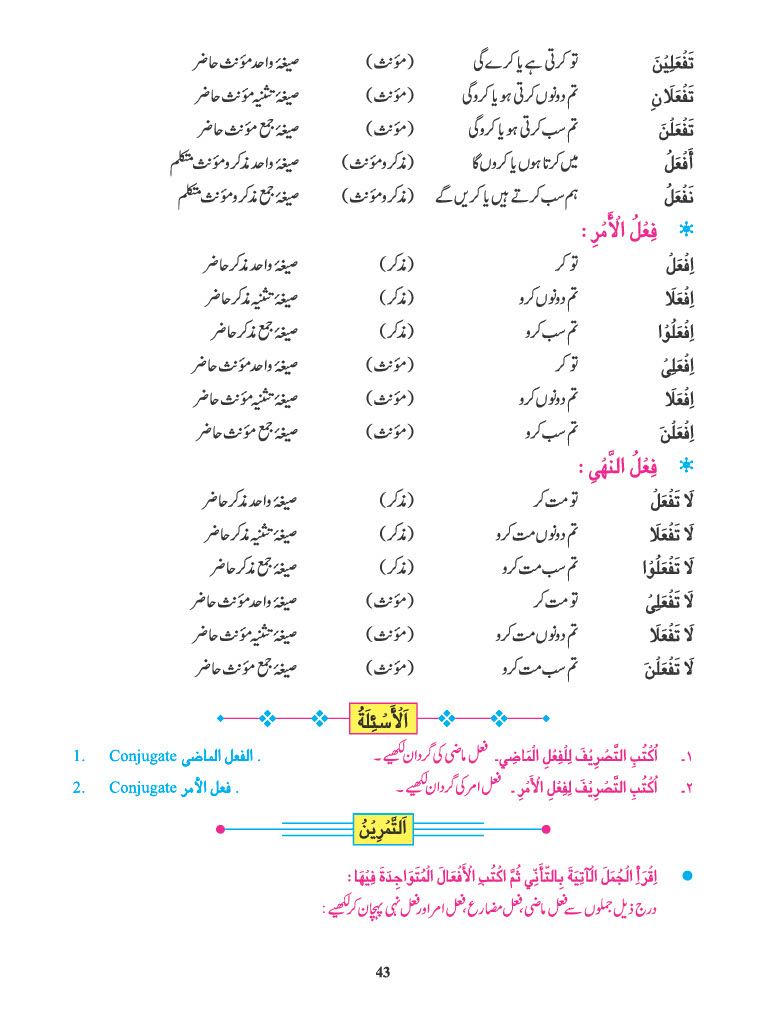 تَفْعَلِيْنَ تو کرتی ہے یا کرے گی (مؤنث) صیغۂ واحد مؤنث حاضر
تَفْعَلَانِ تم دونوں کرتی ہو یا کروگی (مؤنث) صیغۂ تثنیہ مؤنث حاضر
تَفْعَلْنَ تم سب کرتی ہو یا کروگی (مؤنث) صیغۂ جمع مؤنث حاضر
أَفْعَلُ میں کرتا ہوں یا کروں گا (مذکر و مؤنث) صیغۂ واحد مذکر و مؤنث متکلم
نَفْعَلُ ہم سب کرتے ہیں یا کریں گے (مذکر و مؤنث) صیغۂ جمع مذکر و مؤنث متکلم
فِعْلُ الْأَمْرِ :
اِفْعَلْ تو کر (مذکر) صیغۂ واحد مذکر حاضر
اِفْعَلَا تم دونوں کرو (مذکر) صیغۂ تثنیہ مذکر حاضر
اِفْعَلُوْا تم سب کرو (مذکر) صیغۂ جمع مذکر حاضر
اِفْعَلِيْ تو کر (مؤنث) صیغۂ واحد مؤنث حاضر
اِفْعَلَا تم دونوں کرو (مؤنث) صیغۂ تثنیہ مؤنث حاضر
اِفْعَلْنَ تم سب کرو (مؤنث) صیغۂ جمع مؤنث حاضر
فِعْلُ النَّهْيِ :
لَا تَفْعَلْ تو مت کر (مذکر) صیغۂ واحد مذکر حاضر
لَا تَفْعَلَا تم دونوں مت کرو (مذکر) صیغۂ تثنیہ مذکر حاضر
لَا تَفْعَلُوْا تم سب مت کرو (مذکر) صیغۂ جمع مذکر حاضر
لَا تَفْعَلِيْ تو مت کر (مؤنث) صیغۂ واحد مؤنث حاضر
لَا تَفْعَلَا تم دونوں مت کرو (مؤنث) صیغۂ تثنیہ مؤنث حاضر
لَا تَفْعَلْنَ تم سب مت کرو (مؤنث) صیغۂ جمع مؤنث حاضر
اَلْأَسْئِلَةُ
۱۔ اُكْتُبِ التَّصْرِيْفَ لِلْفِعْلِ الْمَاضِي۔ فعل ماضی کی گردان لکھیے۔ 1. Conjugate الفعل الماضي .
۲۔ اُكْتُبِ التَّصْرِيْفَ لِفِعْلِ الْأَمْرِ ۔ فعل امر کی گردان لکھیے۔ 2. Conjugate فعل الأمر .
اَلتَّمْرِيْنُ
اِقْرَأِ الْجُمَلَ الْآتِيَةَ بِالتَّأَنِّي ثُمَّ اكْتُبِ الْأَفْعَالَ الْمُتَوَاجِدَةَ فِيْهَا :
درج ذیل جملوں سے فعل ماضی، فعل مضارع، فعل امر اور فعل نہی پہچان کر لکھیے :
43